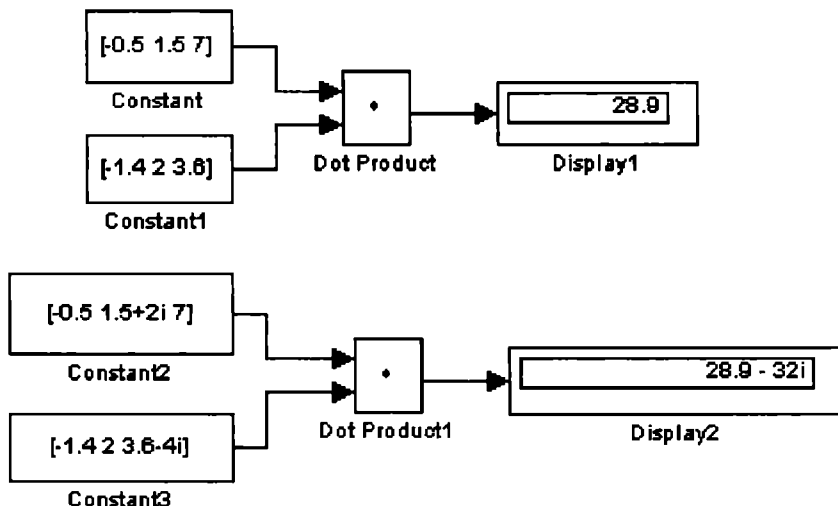 [-0.5 1.5 7]
Constant
[-1.4 2 3.6]
Constant1
Dot Product
28.9
Display1
[-0.5 1.5+2i 7]
Constant2
[-1.4 2 3.6-4i]
Constant3
Dot Product1
28.9 - 32i
Display2